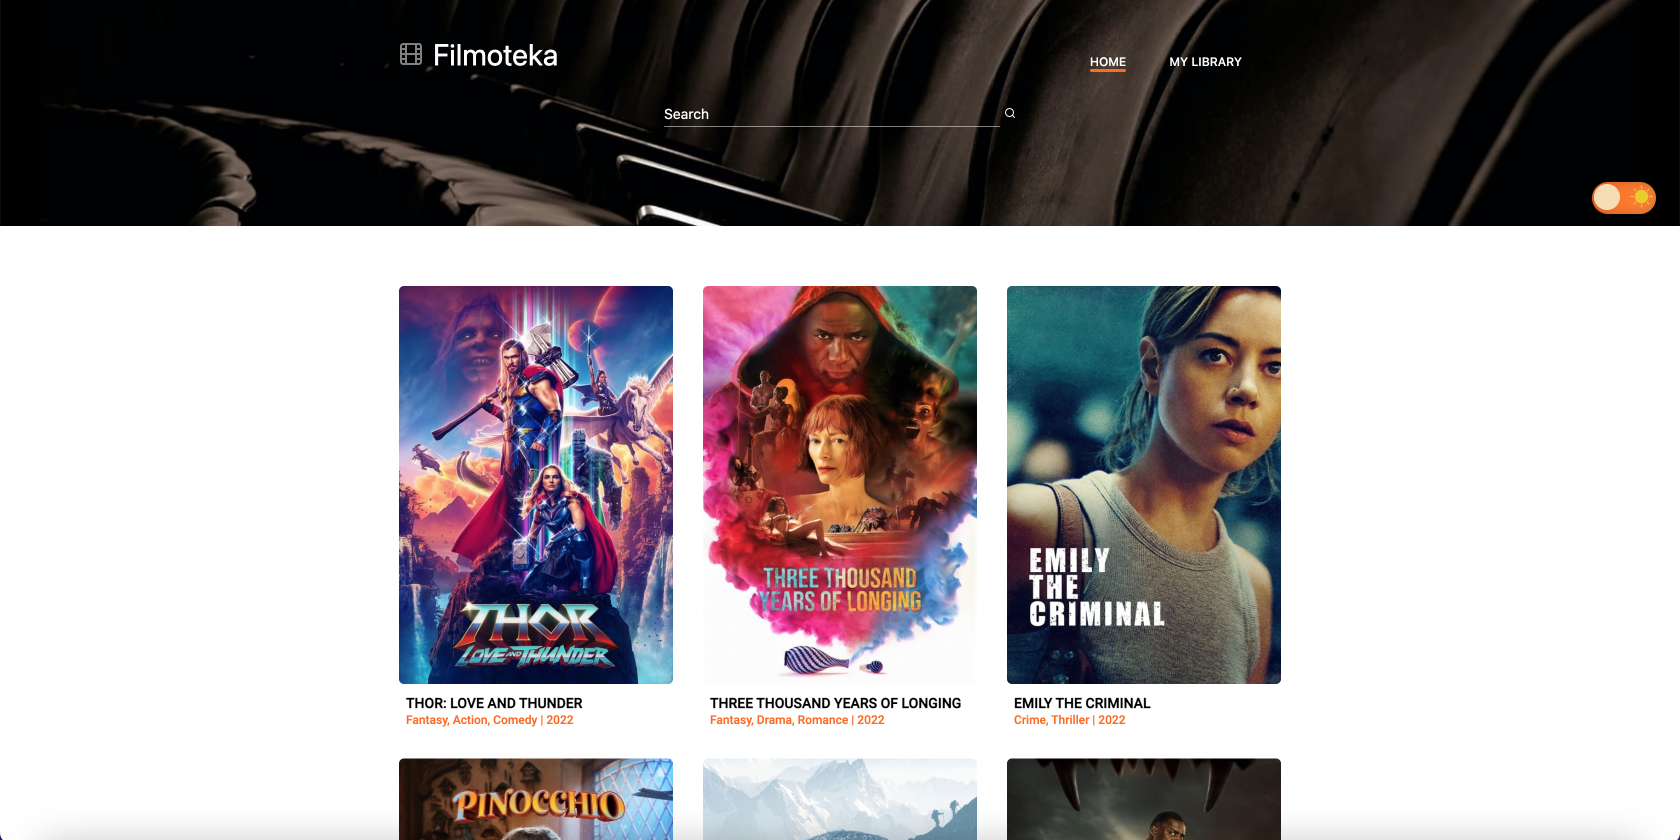 Filmoteka
HOME
MY LIBRARY
Search
THOR
LOVE AND THUNDER
THREE THOUSAND
YEARS OF LONGING
EMILY
THE
CRIMINAL
THOR: LOVE AND THUNDER
Fantasy, Action, Comedy | 2022
THREE THOUSAND YEARS OF LONGING
Fantasy, Drama, Romance | 2022
EMILY THE CRIMINAL
Crime, Thriller | 2022
PINOCCHIO